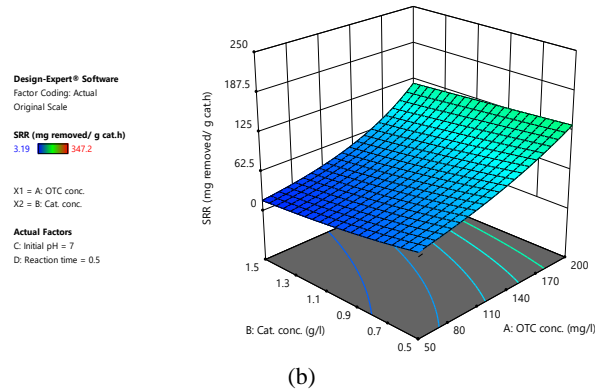 Design-Expert® Software
Factor Coding: Actual
Original Scale
SRR (mg removed/ g cat.h)
3.19 347.2
X1 = A: OTC conc.
X2 = B: Cat. conc.
Actual Factors
C: Initial pH = 7
D: Reaction time = 0.5
SRR (mg removed/ g cat.h)
250
187.5
125
62.5
0
1.5
1.3
1.1
0.9
0.7
0.5
B: Cat. conc. (g/l)
50
80
110
140
170
200
A: OTC conc. (mg/l)
(b)